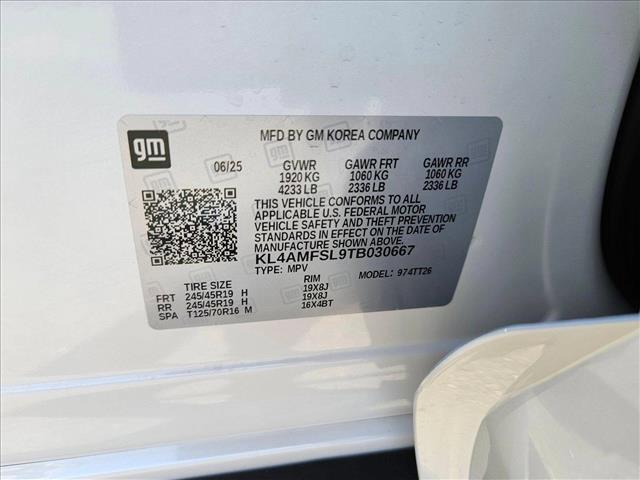 gm
MFD BY GM KOREA COMPANY
06/25 GVWR GAWR FRT GAWR RR
1920 KG 1060 KG 1060 KG
4233 LB 2336 LB 2336 LB
THIS VEHICLE CONFORMS TO ALL
APPLICABLE U.S. FEDERAL MOTOR
VEHICLE SAFETY AND THEFT PREVENTION
STANDARDS IN EFFECT ON THE DATE OF
MANUFACTURE SHOWN ABOVE.
KL4AMFSL9TB030667
TYPE: MPV MODEL: 974TT26
TIRE SIZE RIM
FRT 245/45R19 H 19X8J
RR 245/45R19 H 19X8J
SPA T125/70R16 M 16X4BT